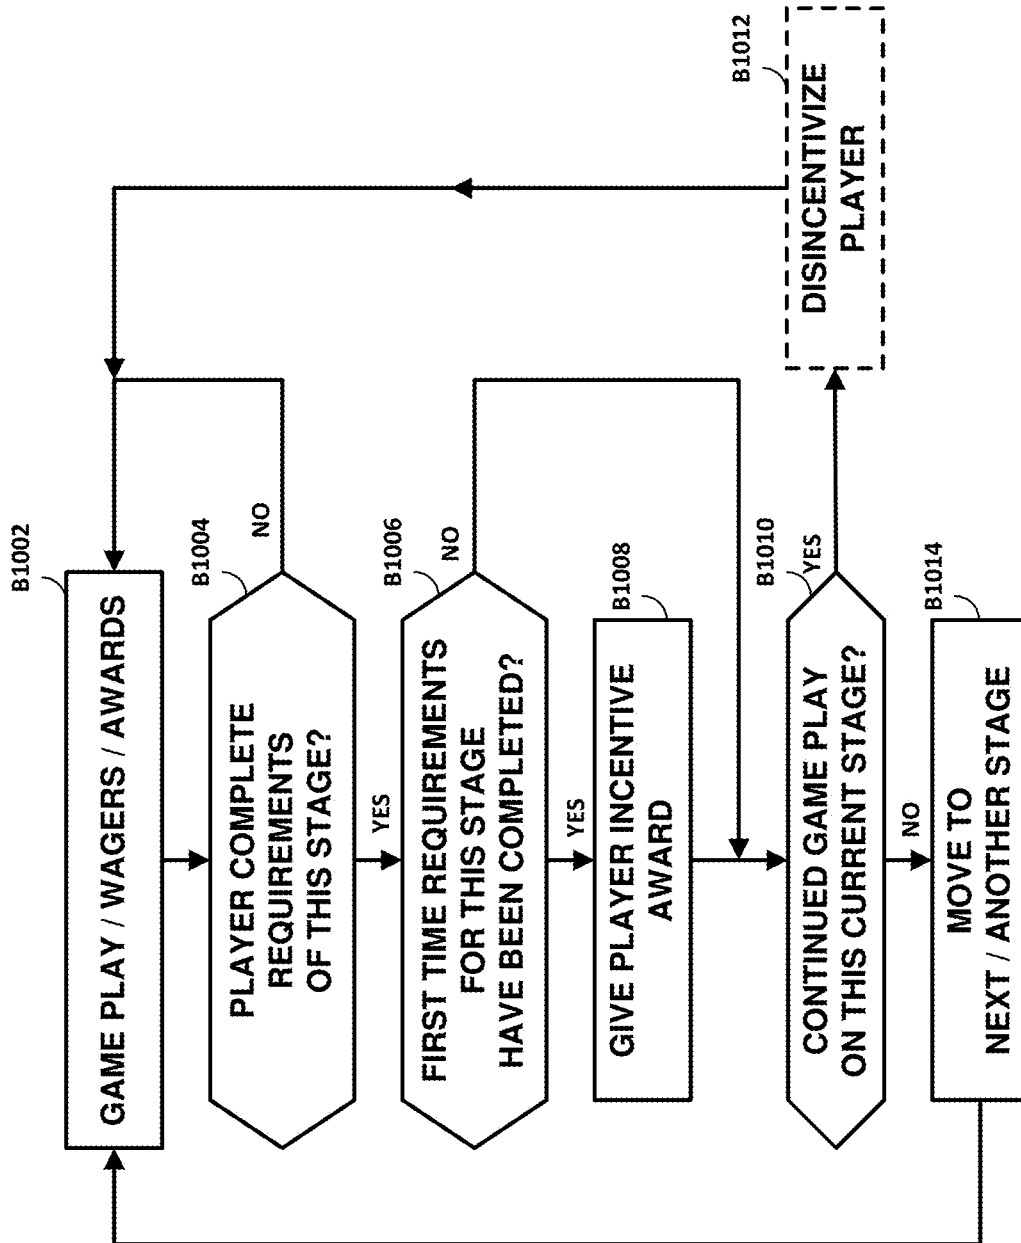 B1002
GAME PLAY / WAGERS / AWARDS
B1004
PLAYER COMPLETE
REQUIREMENTS
OF THIS STAGE?
NO
YES
B1006
FIRST TIME REQUIREMENTS
FOR THIS STAGE
HAVE BEEN COMPLETED?
NO
YES
B1008
GIVE PLAYER INCENTIVE
AWARD
B1010
CONTINUED GAME PLAY
ON THIS CURRENT STAGE?
YES
NO
B1012
DISINCENTIVIZE
PLAYER
B1014
MOVE TO
NEXT / ANOTHER STAGE